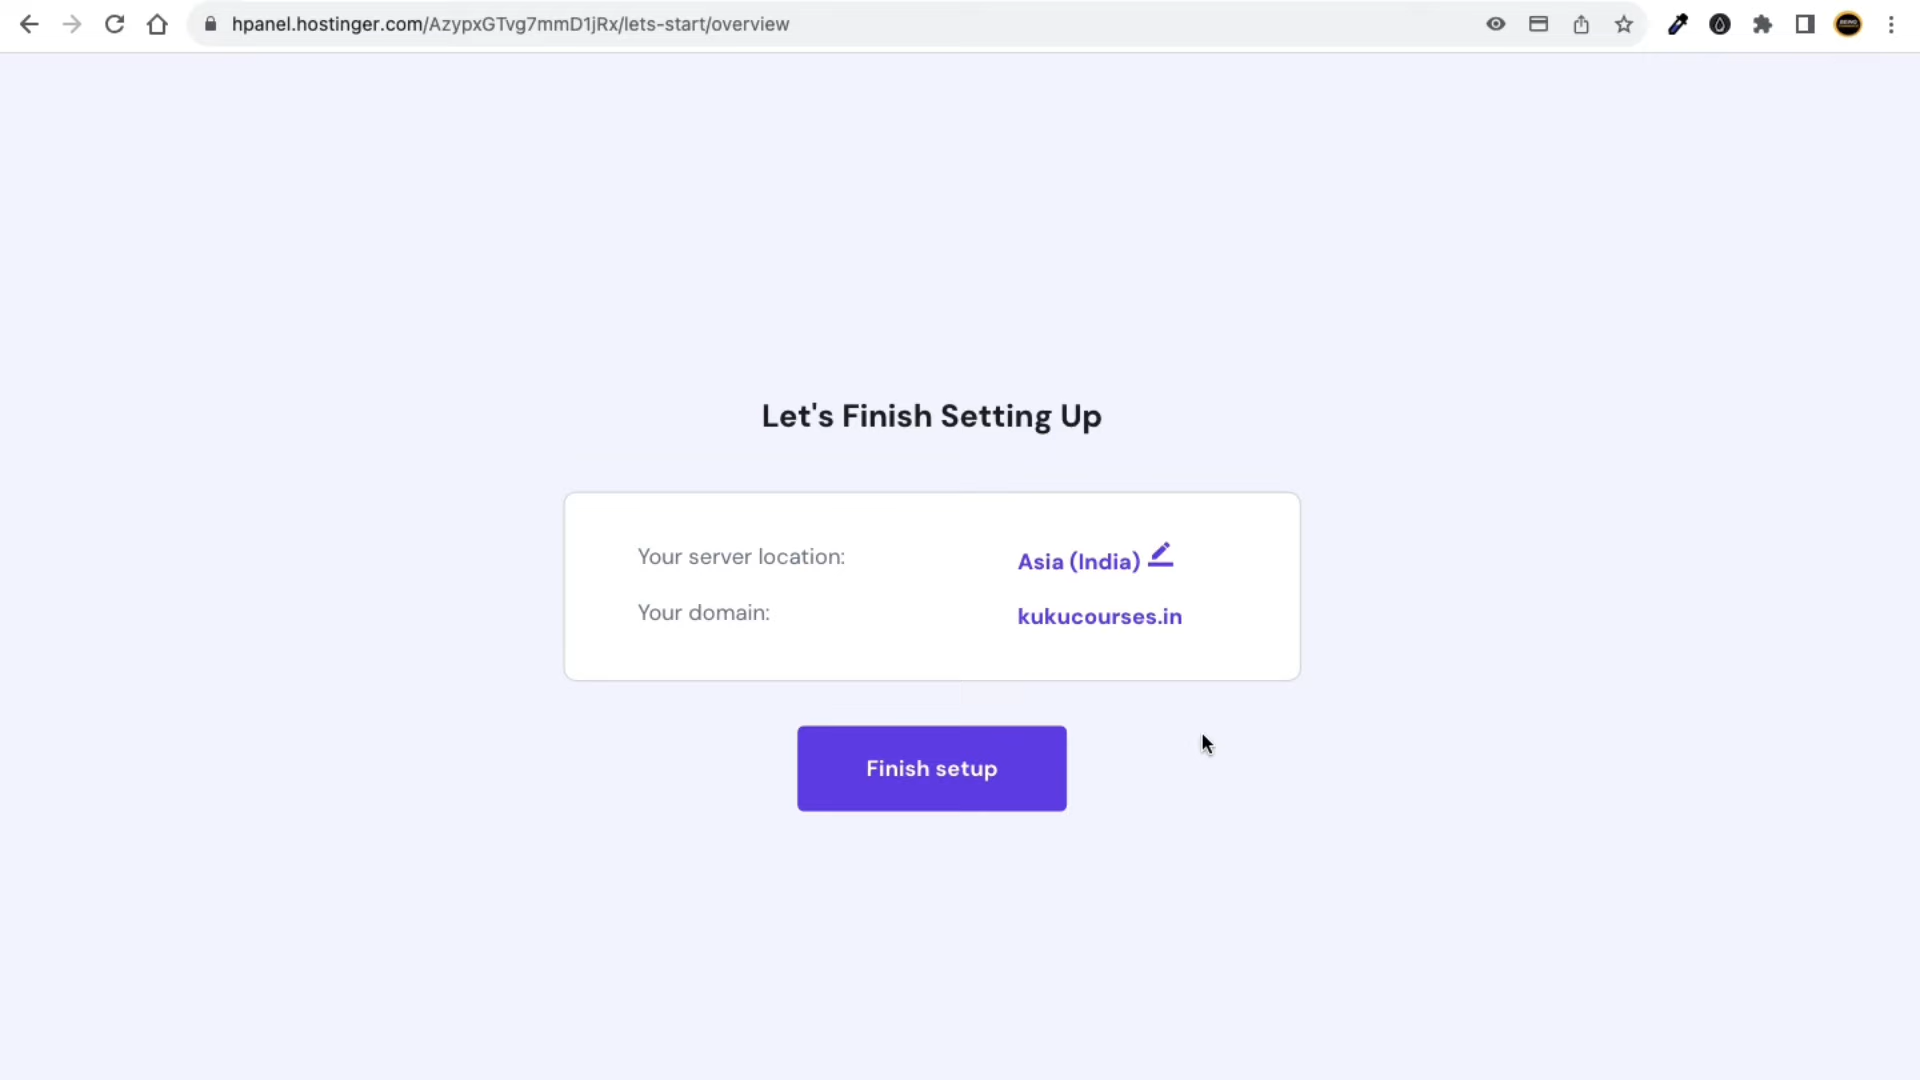 hpanel.hostinger.com/AzypxGTvg7mmD1jRx/lets-start/overview
Let's Finish Setting Up
Your server location: Asia (India)
Your domain: kukucourses.in
Finish setup